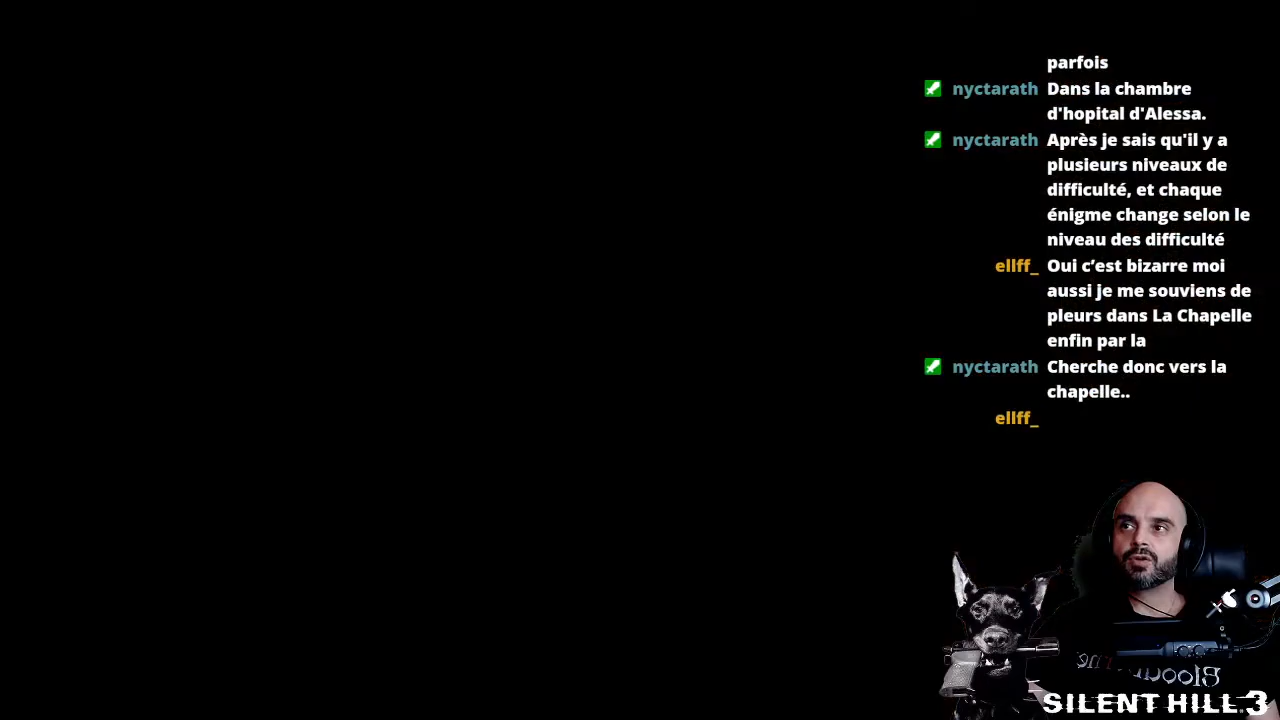 parfois
nyctarath Dans la chambre
d'hopital d'Alessa.
nyctarath Après je sais qu'il y a
plusieurs niveaux de
difficulté, et chaque
énigme change selon le
niveau des difficulté
ellff_ Oui c’est bizarre moi
aussi je me souviens de
pleurs dans La Chapelle
enfin par la
nyctarath Cherche donc vers la
chapelle..
ellff_
SILENT HILL 3